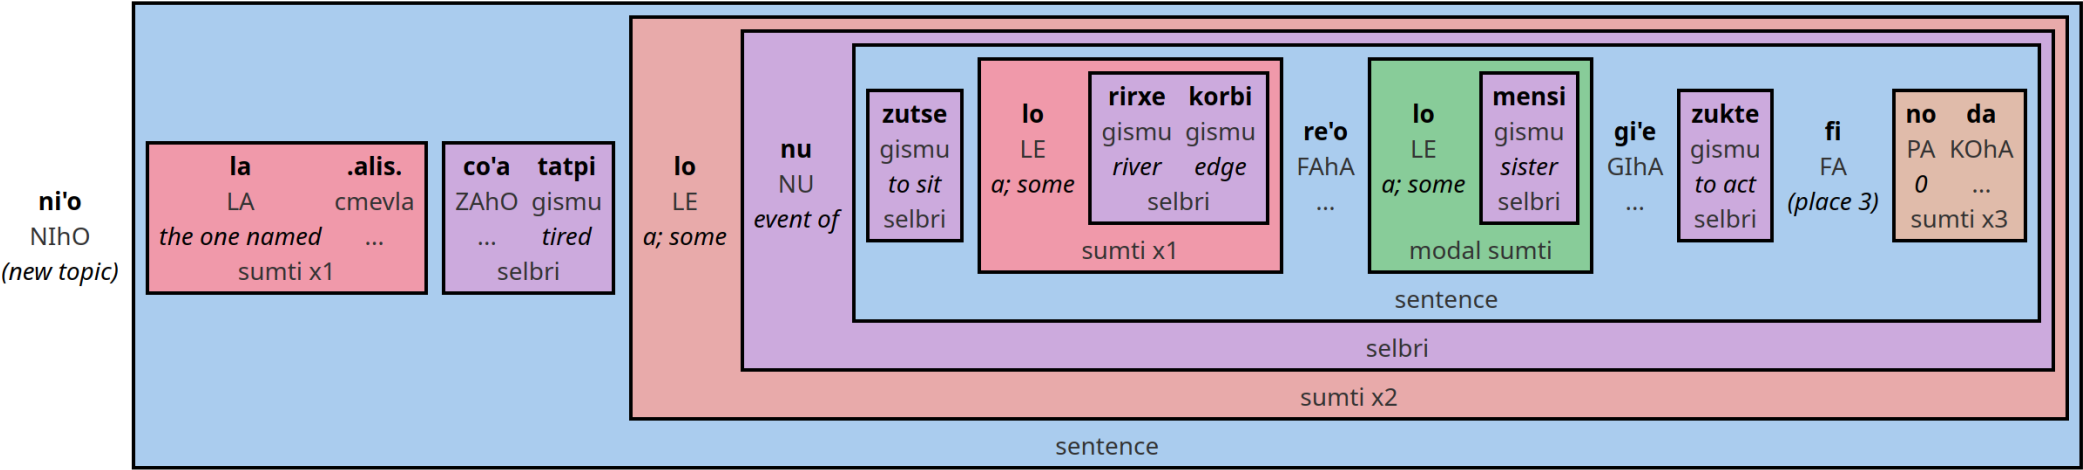 ni'o
NIhO
(new topic)
la .alis.
LA cmevla
the one named ...
sumti x1
co'a tatpi
ZAhO gismu
... tired
selbri
lo
LE
a; some
nu
NU
event of
zutse
gismu
to sit
selbri
lo
LE
a; some
rirxe korbi
gismu gismu
river edge
selbri
sumti x1
re'o
FAhA
...
lo
LE
a; some
mensi
gismu
sister
selbri
modal sumti
gi'e
GIhA
...
zukte
gismu
to act
selbri
fi
FA
(place 3)
no da
PA KOhA
0 ...
sumti x3
sentence
selbri
sumti x2
sentence